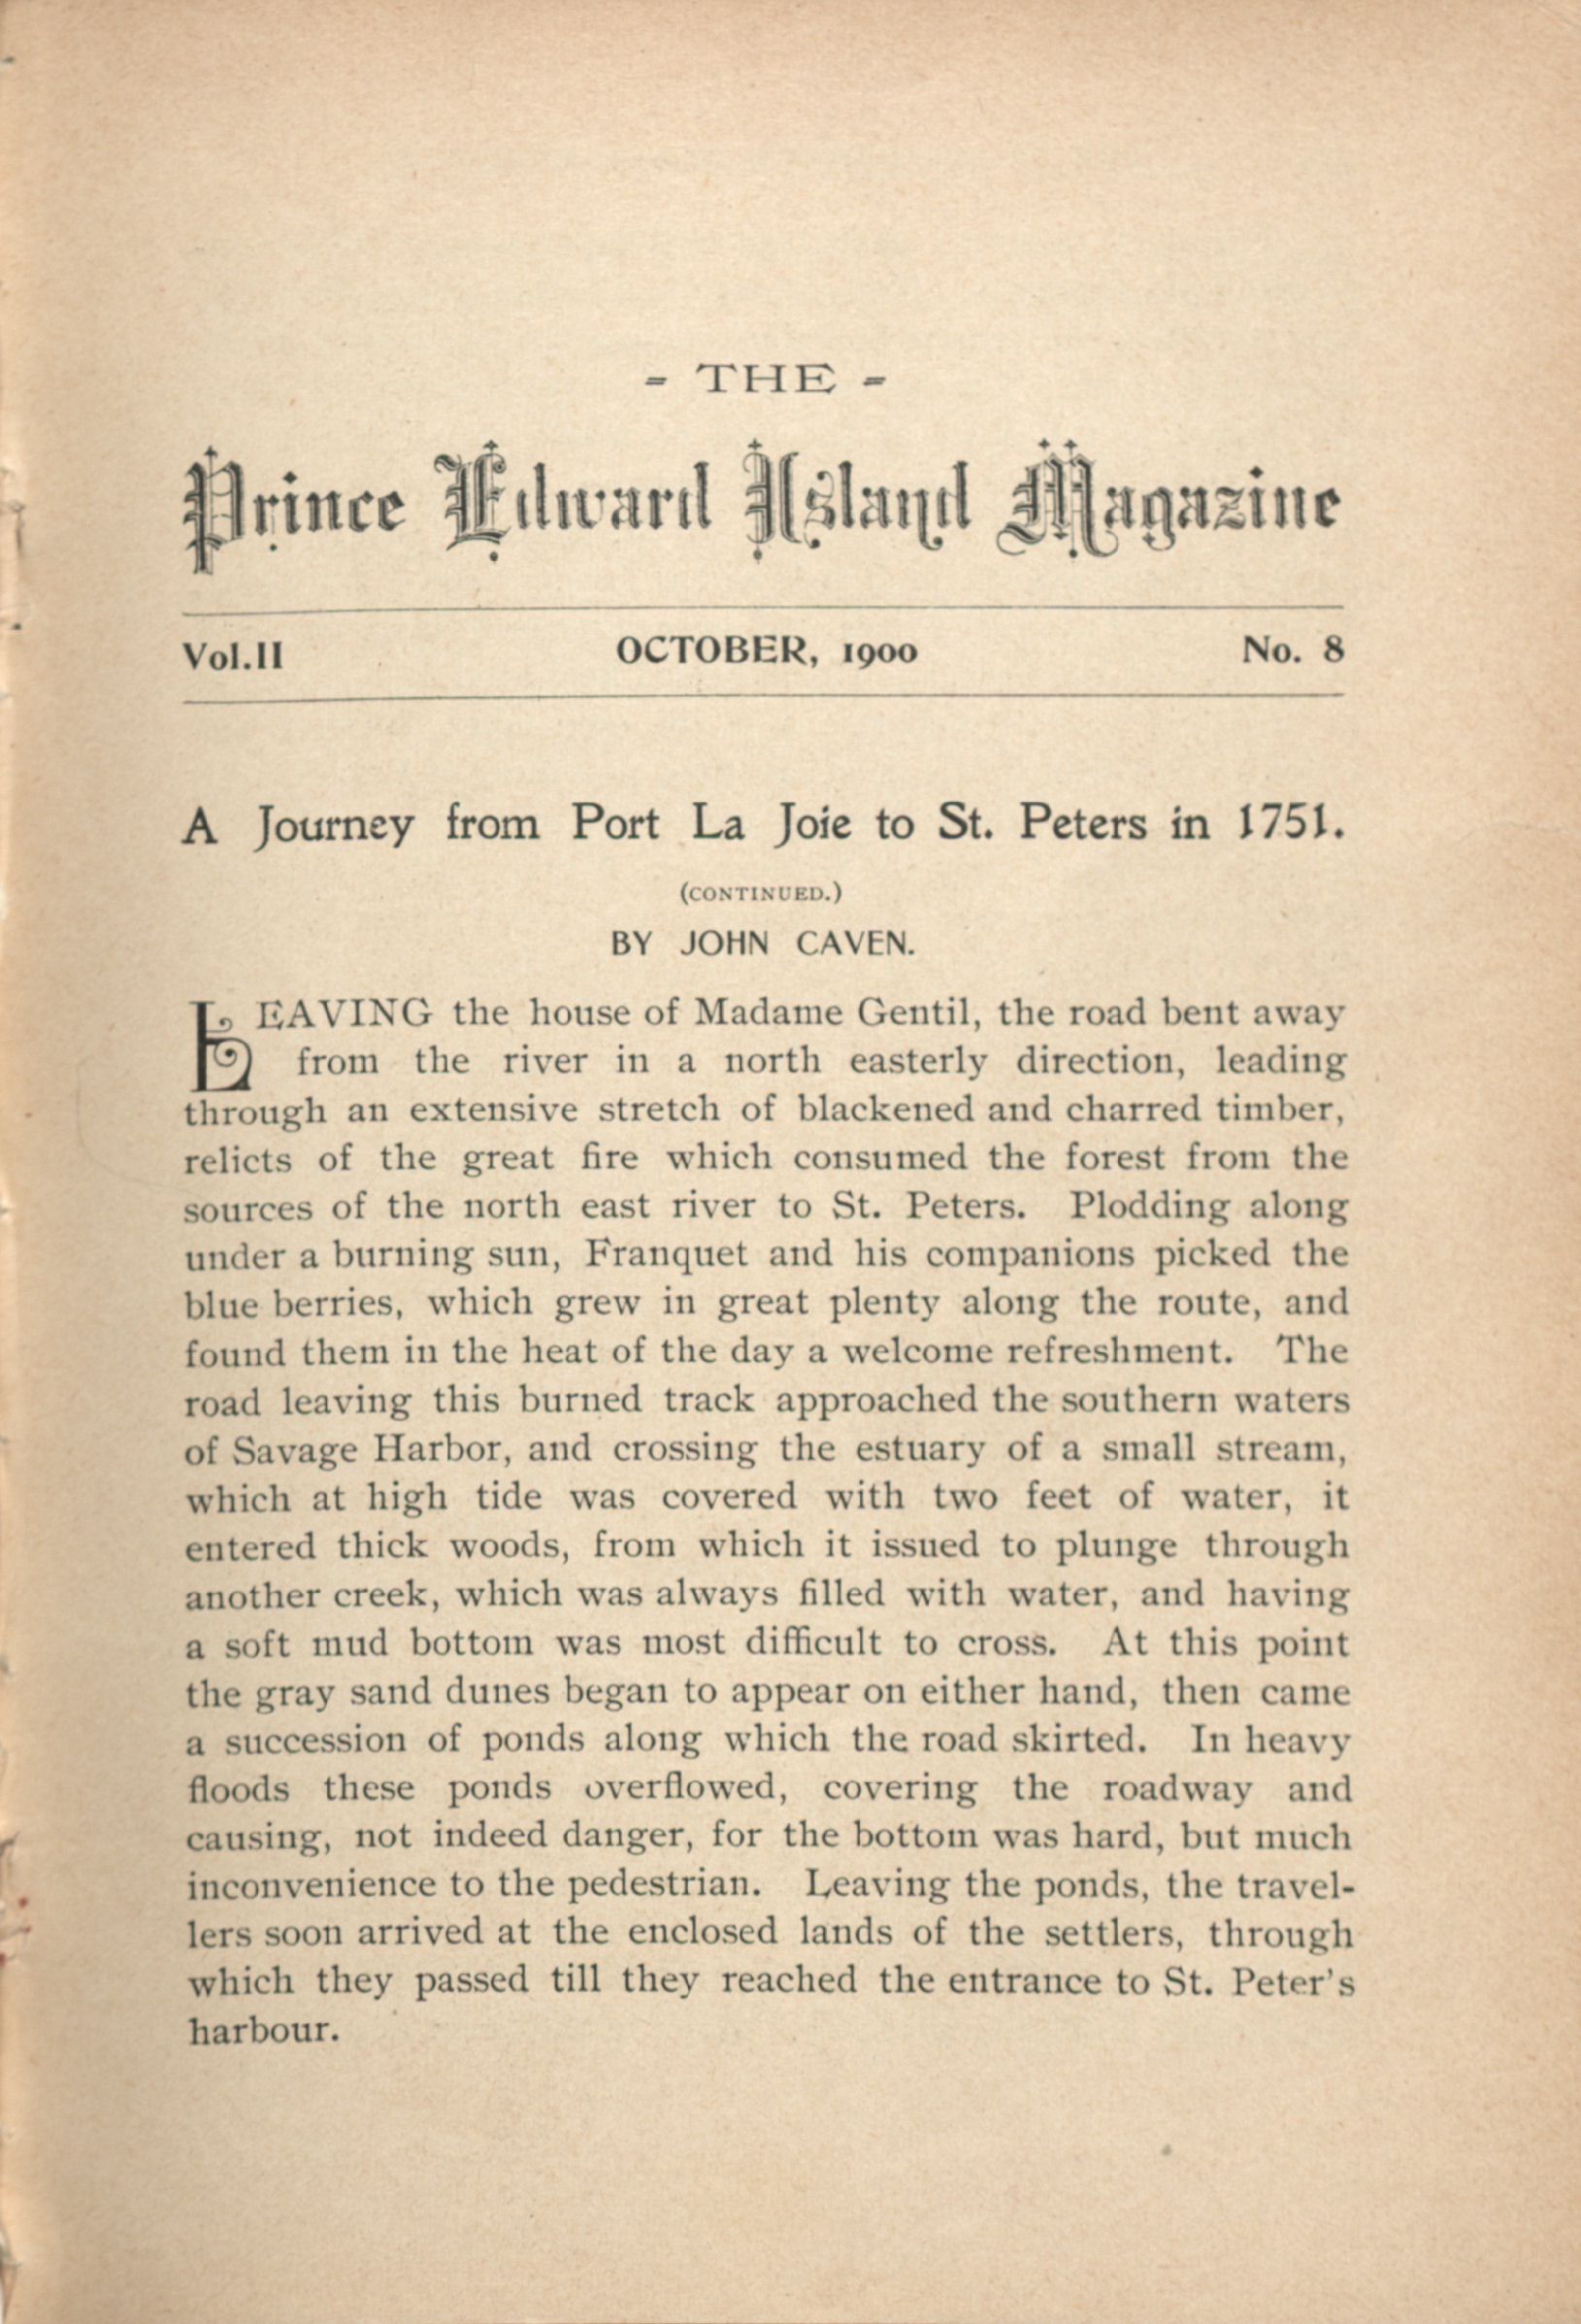 - THE -
Prince Edward Island Magazine
Vol.II OCTOBER, 1900 No. 8
A Journey from Port La Joie to St. Peters in 1751.
(CONTINUED.)
BY JOHN CAVEN.
LEAVING the house of Madame Gentil, the road bent away
from the river in a north easterly direction, leading
through an extensive stretch of blackened and charred timber,
relicts of the great fire which consumed the forest from the
sources of the north east river to St. Peters. Plodding along
under a burning sun, Franquet and his companions picked the
blue berries, which grew in great plenty along the route, and
found them in the heat of the day a welcome refreshment. The
road leaving this burned track approached the southern waters
of Savage Harbor, and crossing the estuary of a small stream,
which at high tide was covered with two feet of water, it
entered thick woods, from which it issued to plunge through
another creek, which was always filled with water, and having
a soft mud bottom was most difficult to cross. At this point
the gray sand dunes began to appear on either hand, then came
a succession of ponds along which the road skirted. In heavy
floods these ponds overflowed, covering the roadway and
causing, not indeed danger, for the bottom was hard, but much
inconvenience to the pedestrian. Leaving the ponds, the travel-
lers soon arrived at the enclosed lands of the settlers, through
which they passed till they reached the entrance to St. Peter's
harbour.